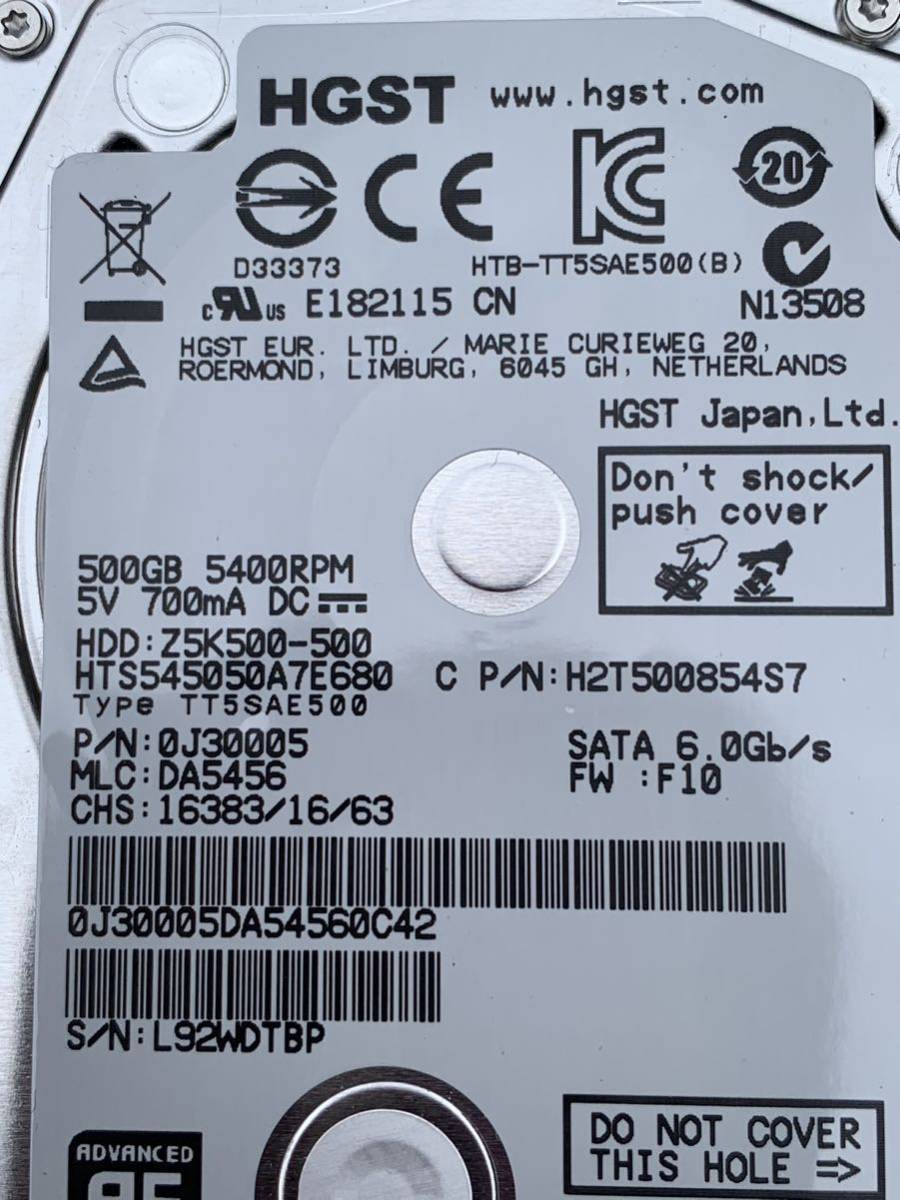 HGST www.hgst.com
CE
20
D33373 HTB-TT5SAE500(B)
c RU US E182115 CN N13508
HGST EUR. LTD. / MARIE CURIEWEG 20,
ROERMOND, LIMBURG, 6045 GH, NETHERLANDS
HGST Japan,Ltd.
Don't shock/
push cover
500GB 5400RPM
5V 700mA DC
HDD:Z5K500-500
HTS545050A7E680 C P/N:H2T500854S7
Type TT5SAE500
P/N:0J30005 SATA 6.0Gb/s
MLC:DA5456 FW :F10
CHS:16383/16/63
0J30005DA54560C42
S/N:L92WDTBP
ADVANCED
DO NOT COVER
THIS HOLE =>